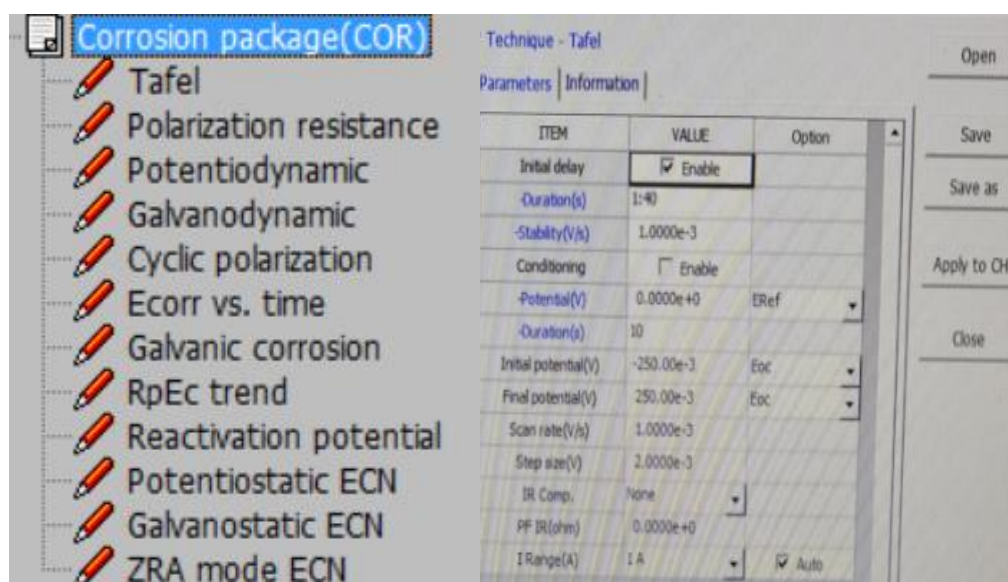 Corrosion package(COR)
Tafel
Polarization resistance
Potentiodynamic
Galvanodynamic
Cyclic polarization
Ecorr vs. time
Galvanic corrosion
RpEc trend
Reactivation potential
Potentiostatic ECN
Galvanostatic ECN
ZRA mode ECN
Technique - Tafel
Parameters Information
ITEM VALUE Option
Initial delay Enable
-Duration(s) 1:40
-Stability(V/s) 1.0000e-3
Conditioning Enable
-Potential(V) 0.0000e+0 ERef
-Duration(s) 10
Initial potential(V) -250.00e-3 Eoc
Final potential(V) 250.00e-3 Eoc
Scan rate(V/s) 1.0000e-3
Step size(V) 2.0000e-3
IR Comp. None
PF IR(ohm) 0.0000e+0
I Range(A) 1 A Auto
Open
Save
Save as
Apply to CH
Close